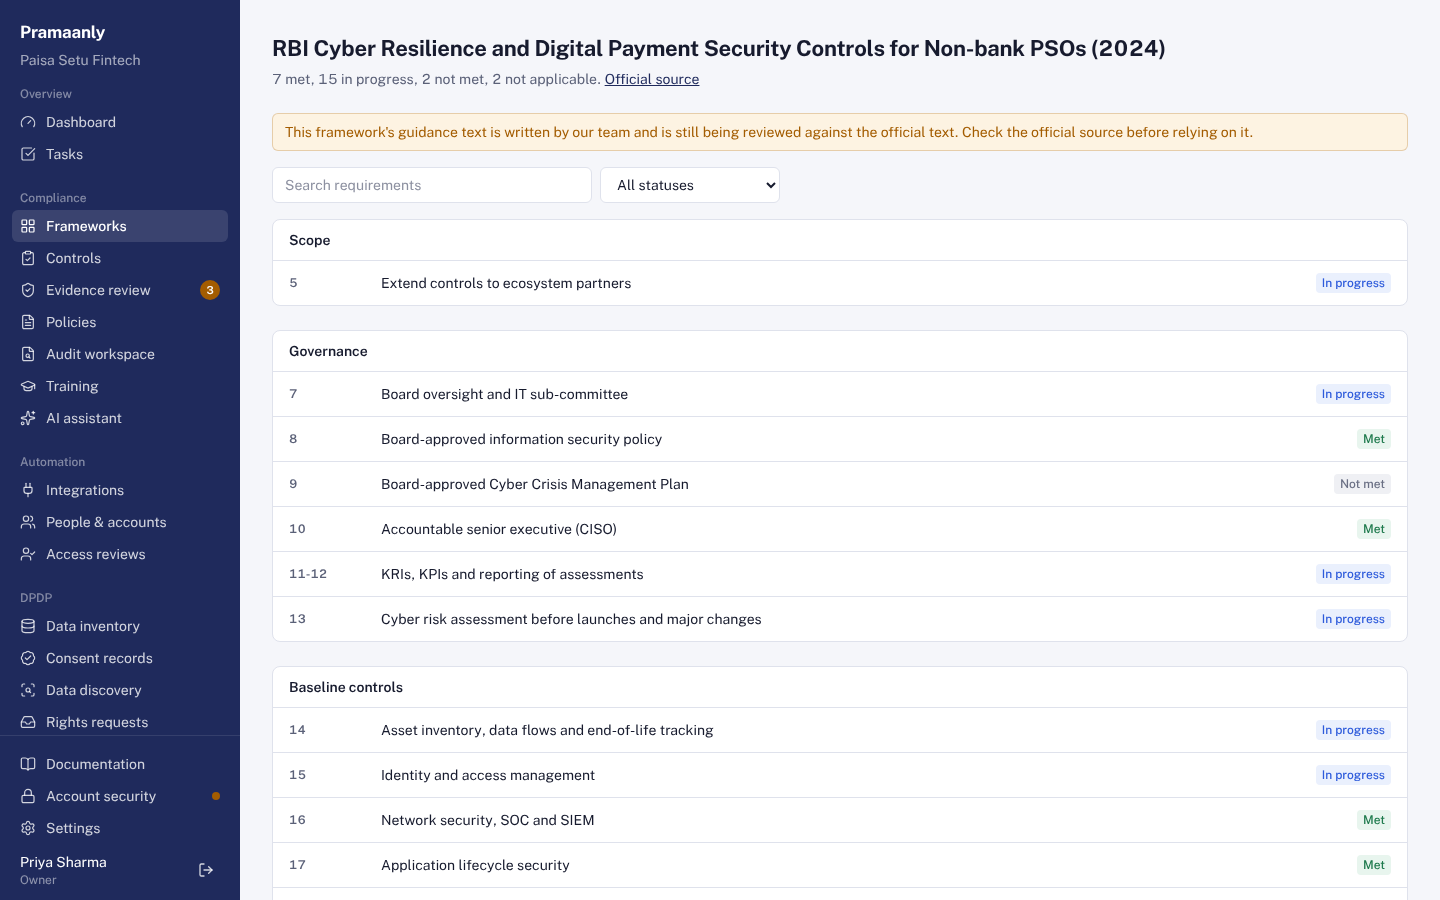 Pramaanly
Paisa Setu Fintech
Overview
Dashboard
Tasks
Compliance
Frameworks
Controls
Evidence review 3
Policies
Audit workspace
Training
AI assistant
Automation
Integrations
People & accounts
Access reviews
DPDP
Data inventory
Consent records
Data discovery
Rights requests
Documentation
Account security
Settings
Priya Sharma
Owner
RBI Cyber Resilience and Digital Payment Security Controls for Non-bank PSOs (2024)
7 met, 15 in progress, 2 not met, 2 not applicable. Official source
This framework's guidance text is written by our team and is still being reviewed against the official text. Check the official source before relying on it.
Search requirements All statuses
Scope
5 Extend controls to ecosystem partners In progress
Governance
7 Board oversight and IT sub-committee In progress
8 Board-approved information security policy Met
9 Board-approved Cyber Crisis Management Plan Not met
10 Accountable senior executive (CISO) Met
11-12 KRIs, KPIs and reporting of assessments In progress
13 Cyber risk assessment before launches and major changes In progress
Baseline controls
14 Asset inventory, data flows and end-of-life tracking In progress
15 Identity and access management In progress
16 Network security, SOC and SIEM Met
17 Application lifecycle security Met